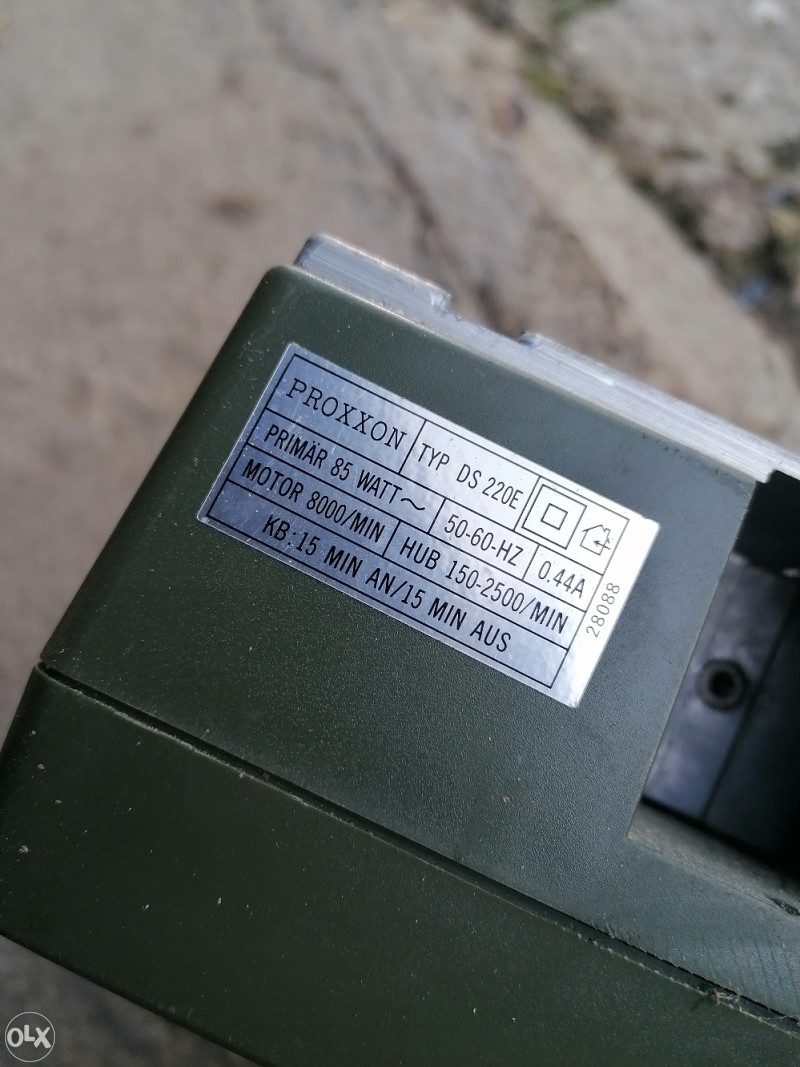 PROXXON TYP DS 220E
PRIMÄR 85 WATT~ 50-60-HZ 0.44A
MOTOR 8000/MIN HUB 150-2500/MIN
KB: 15 MIN AN/15 MIN AUS
28088
OLX